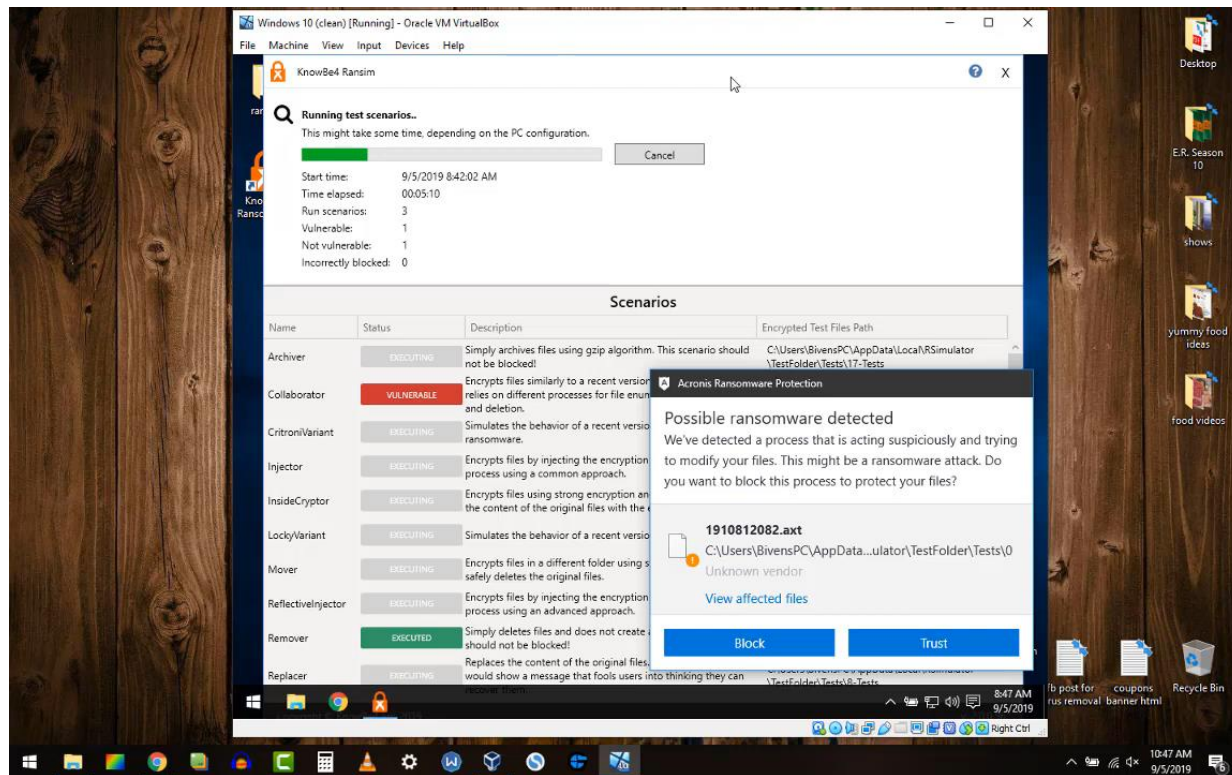 Windows 10 (clean) [Running] - Oracle VM VirtualBox
File Machine View Input Devices Help
KnowBe4 Ransim
X
Running test scenarios..
This might take some time, depending on the PC configuration.
Cancel
Start time: 9/5/2019 8:42:02 AM
Time elapsed: 00:05:10
Run scenarios: 3
Vulnerable: 1
Not vulnerable: 1
Incorrectly blocked: 0
Scenarios
Name Status Description Encrypted Test Files Path
Archiver EXECUTING Simply archives files using gzip algorithm. This scenario should C:\Users\BivensPC\AppData\Local\RSimulator
not be blocked! \TestFolder\Tests\17-Tests
Encrypts files similarly to a recent version
Collaborator VULNERABLE relies on different processes for file enum
and deletion.
CritroniVariant EXECUTING Simulates the behavior of a recent versio
ransomware.
Injector EXECUTING Encrypts files by injecting the encryption
process using a common approach.
InsideCryptor EXECUTING Encrypts files using strong encryption an
the content of the original files with the
LockyVariant EXECUTING Simulates the behavior of a recent versio
Mover EXECUTING Encrypts files in a different folder using s
safely deletes the original files.
ReflectiveInjector EXECUTING Encrypts files by injecting the encryption
process using an advanced approach.
Remover EXECUTED Simply deletes files and does not create
should not be blocked!
Replaces the content of the original files.
Replacer EXECUTING would show a message that fools users into thinking they can
recover them. \TestFolder\Tests\8-Tests
Acronis Ransomware Protection
Possible ransomware detected
We've detected a process that is acting suspiciously and trying
to modify your files. This might be a ransomware attack. Do
you want to block this process to protect your files?
1910812082.axt
C:\Users\BivensPC\AppData...ulator\TestFolder\Tests\0
Unknown vendor
View affected files
Block Trust
8:47 AM
9/5/2019
Right Ctrl
Desktop
E.R. Season
10
shows
yummy food
ideas
food videos
fb post for
rus removal
coupons
banner html
Recycle Bin
10:47 AM
9/5/2019